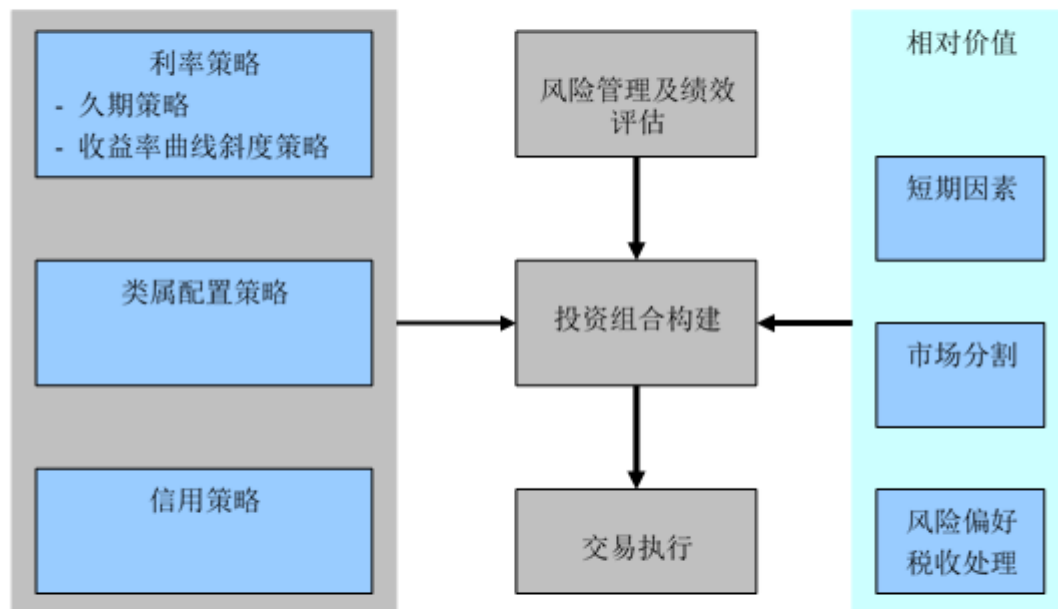 利率策略
- 久期策略
- 收益率曲线斜度策略
类属配置策略
信用策略
风险管理及绩效
评估
投资组合构建
交易执行
相对价值
短期因素
市场分割
风险偏好
税收处理